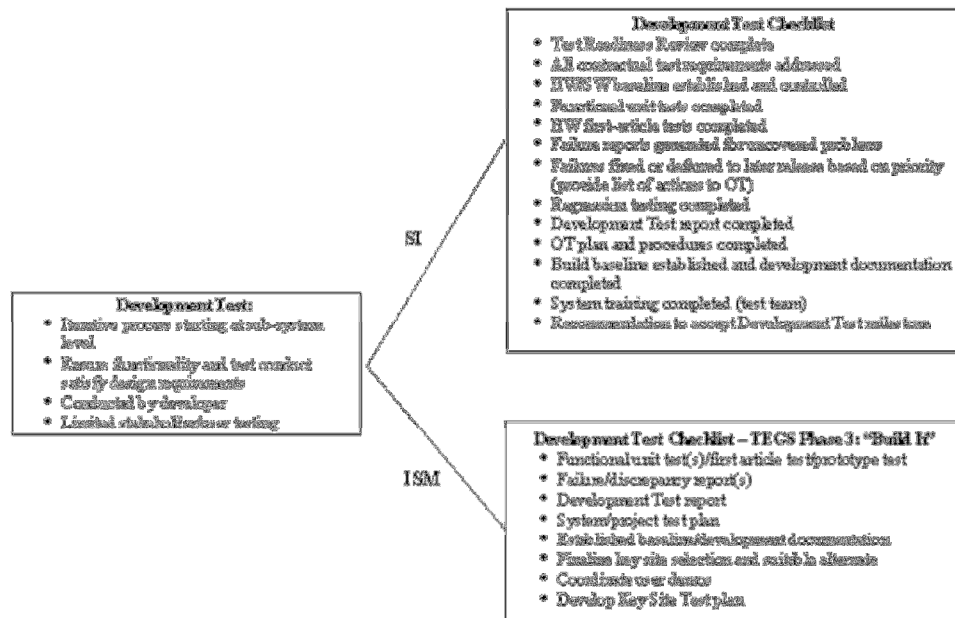 Development Test Checklist
* Test Readiness Review complete
* All contractual test requirements addressed
* HW/SW baseline established and controlled
* Functional unit tests completed
* HW first-article tests completed
* Failure reports generated for uncovered problems
* Failures fixed or deferred to later release based on priority
(provide list of actions to OT)
* Regression testing completed
* Development Test report completed
* OT plan and procedures completed
* Build baseline established and development documentation
completed
* System training completed (test team)
* Recommendation to accept Development Test milestone
SI
Development Test:
* Iterative process starting at sub-system
level
* Ensure functionality and test conduct
satisfy design requirements
* Conducted by developer
* Limited stakeholder/user testing
ISM
Development Test Checklist – TEGS Phase 3: “Build It”
* Functional unit test(s)/first article test/prototype test
* Failure/discrepancy report(s)
* Development Test report
* System/project test plan
* Established baseline/development documentation
* Finalize key site selection and suitable alternate
* Coordinate user demos
* Develop Key Site Test plan